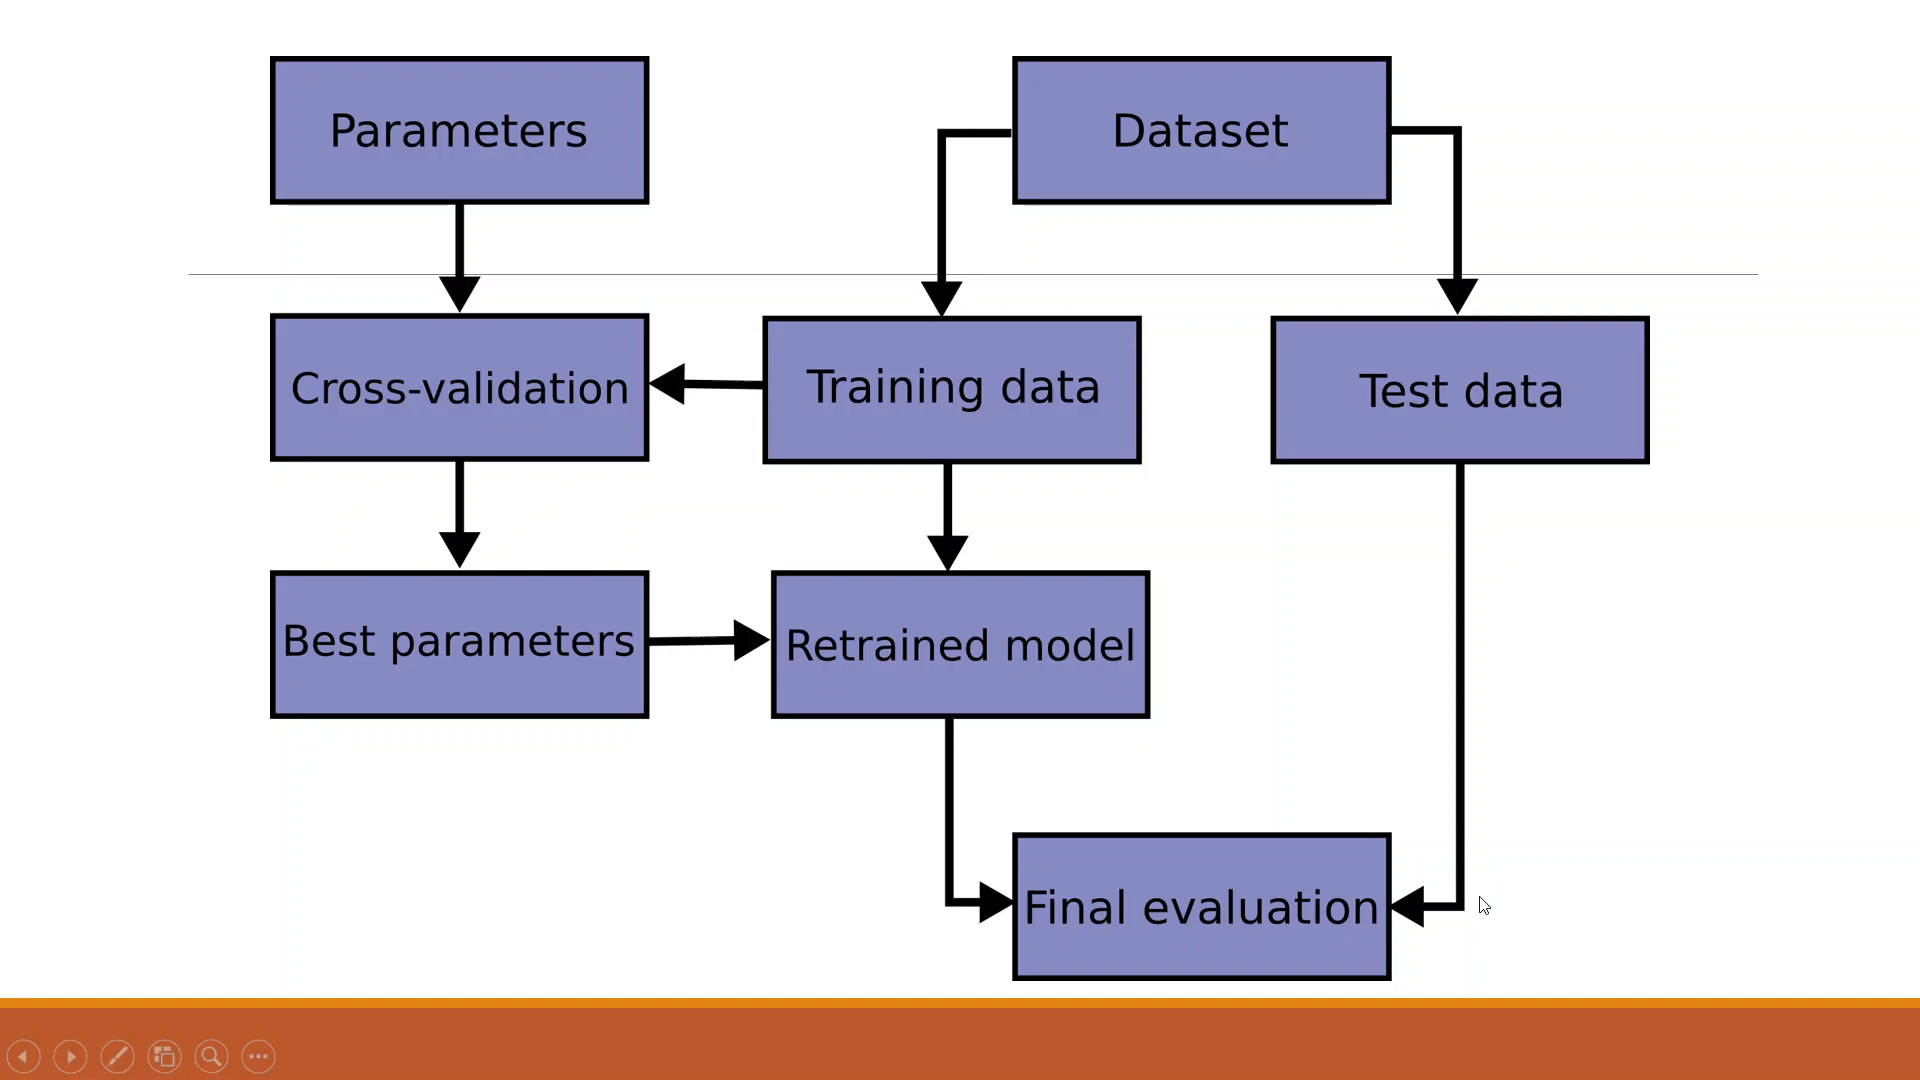 Parameters
Dataset
Cross-validation
Training data
Test data
Best parameters
Retrained model
Final evaluation